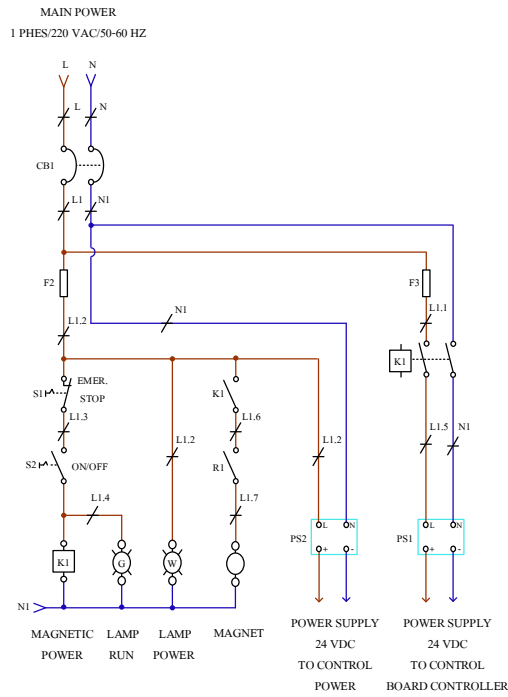 MAIN POWER
1 PHES/220 VAC/50-60 HZ
L N
L N
CB1
L1 N1
F2 F3
N1 L1.1
L1.2
K1
S1 EMER.
STOP
K1
L1.3 L1.6 L1.2 L1.2 L1.5 N1
S2 ON/OFF R1
L1.4 L1.7
L N L N
PS2 PS1
+ - + -
K1 G W
N1
MAGNETIC
POWER
LAMP
RUN
LAMP
POWER
MAGNET
POWER SUPPLY
24 VDC
TO CONTROL
POWER
POWER SUPPLY
24 VDC
TO CONTROL
BOARD CONTROLLER